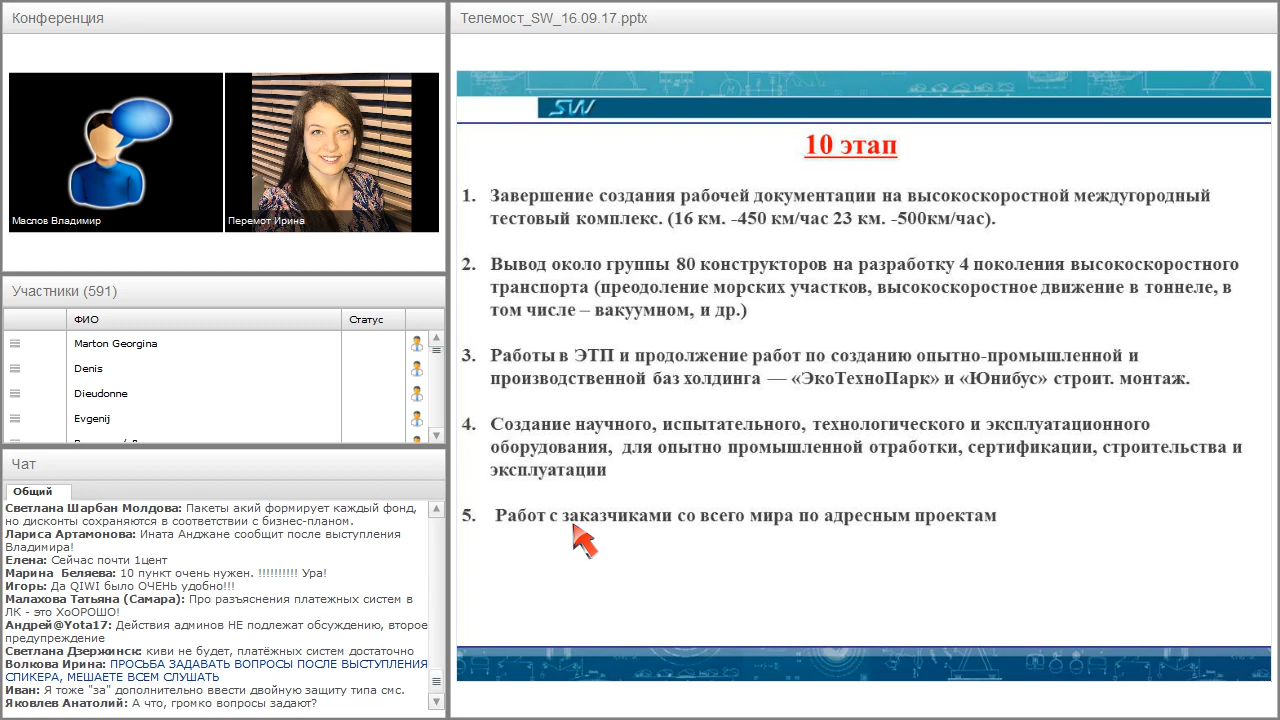 Конференция
Маслов Владимир
Перемот Ирина
Участники (591)
ФИО
Статус
Marton Georgina
Denis
Dieudonne
Evgenij
Чат
Общий
Светлана Шарбан Молдова: Пакеты акий формирует каждый фонд,
но дисконты сохраняются в соответствии с бизнес-планом.
Лариса Артамонова: Ината Анджане сообщит после выступления
Владимира!
Елена: Сейчас почти 1цент
Марина Беляева: 10 пункт очень нужен. !!!!!!!!!! Ура!
Игорь: Да QIWI было ОЧЕНЬ удобно!!!
Малахова Татьяна (Самара): Про разъяснения платежных систем в
ЛК - это ХоОРОШО!
Андрей@Yota17: Действия админов НЕ подлежат обсуждению, второе
предупреждение
Светлана Дзержинск: киви не будет, платёжных систем достаточно
Волкова Ирина: ПРОСЬБА ЗАДАВАТЬ ВОПРОСЫ ПОСЛЕ ВЫСТУПЛЕНИЯ
СПИКЕРА, МЕШАЕТЕ ВСЕМ СЛУШАТЬ
Иван: Я тоже "за" дополнительно ввести двойную защиту типа смс.
Яковлев Анатолий: А что, громко вопросы задают?
Телемост_SW_16.09.17.pptx
SW
10 этап
1. Завершение создания рабочей документации на высокоскоростной междугородный
тестовый комплекс. (16 км. -450 км/час 23 км. -500км/час).
2. Вывод около группы 80 конструкторов на разработку 4 поколения высокоскоростного
транспорта (преодоление морских участков, высокоскоростное движение в тоннеле, в
том числе – вакуумном, и др.)
3. Работы в ЭТП и продолжение работ по созданию опытно-промышленной и
производственной баз холдинга — «ЭкоТехноПарк» и «Юнибус» строит. монтаж.
4. Создание научного, испытательного, технологического и эксплуатационного
оборудования, для опытно промышленной отработки, сертификации, строительства и
эксплуатации
5. Работ с заказчиками со всего мира по адресным проектам